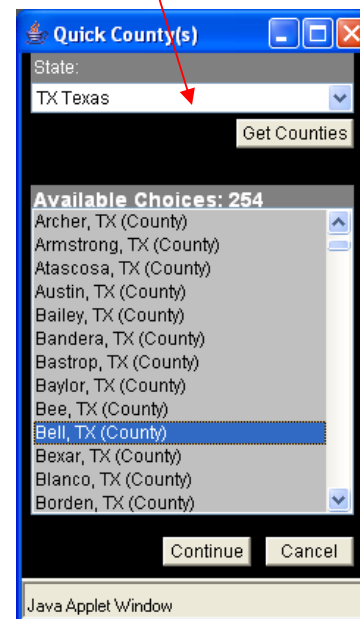 Quick County(s)
State:
TX Texas
Get Counties
Available Choices: 254
Archer, TX (County)
Armstrong, TX (County)
Atascosa, TX (County)
Austin, TX (County)
Bailey, TX (County)
Bandera, TX (County)
Bastrop, TX (County)
Baylor, TX (County)
Bee, TX (County)
Bell, TX (County)
Bexar, TX (County)
Blanco, TX (County)
Borden, TX (County)
Continue Cancel
Java Applet Window